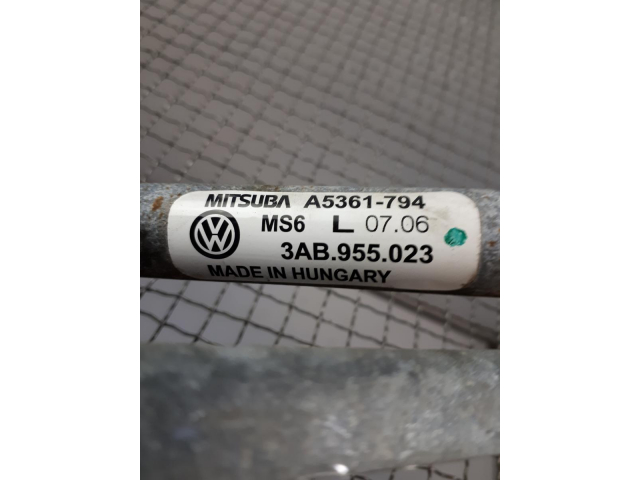 MITSUBA A5361-794
MS6 L 07.06
3AB.955.023
MADE IN HUNGARY